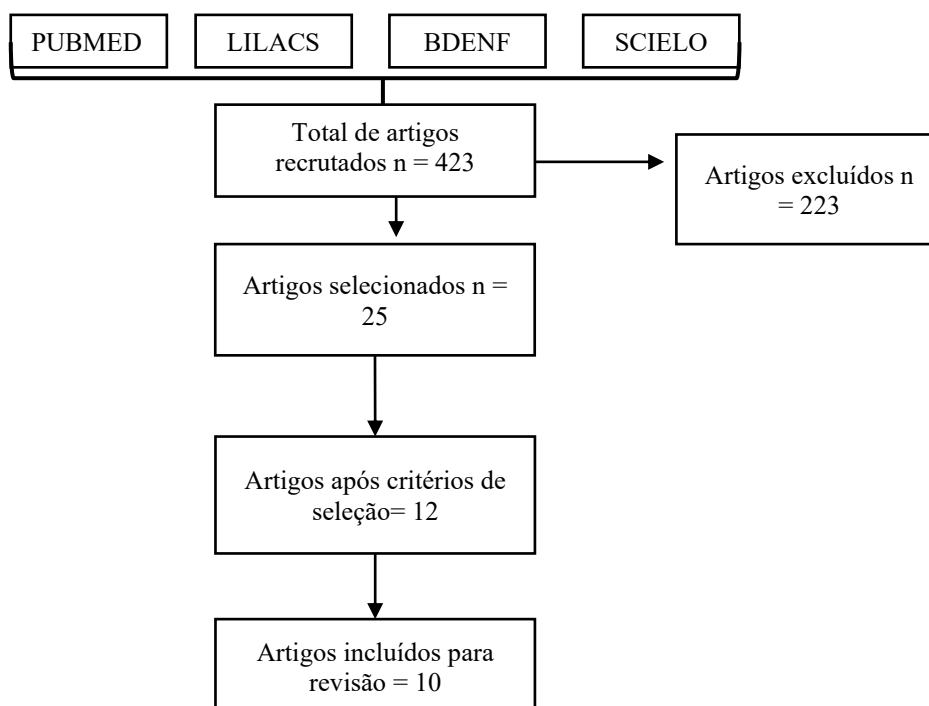 PUBMED
LILACS
BDENF
SCIELO
Total de artigos
recrutados n = 423
Artigos excluídos n
= 223
Artigos selecionados n =
25
Artigos após critérios de
seleção= 12
Artigos incluídos para
revisão = 10